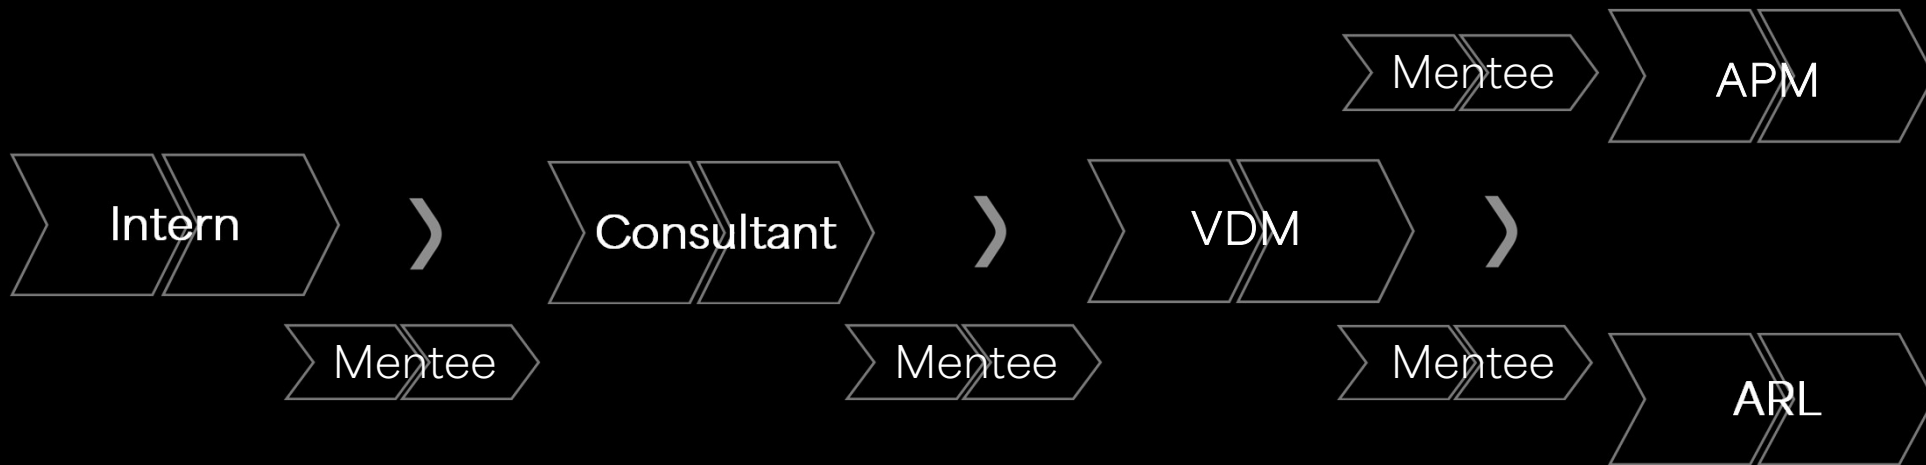 Mentee
APM
Intern
Consultant
VDM
Mentee
Mentee
Mentee
ARL